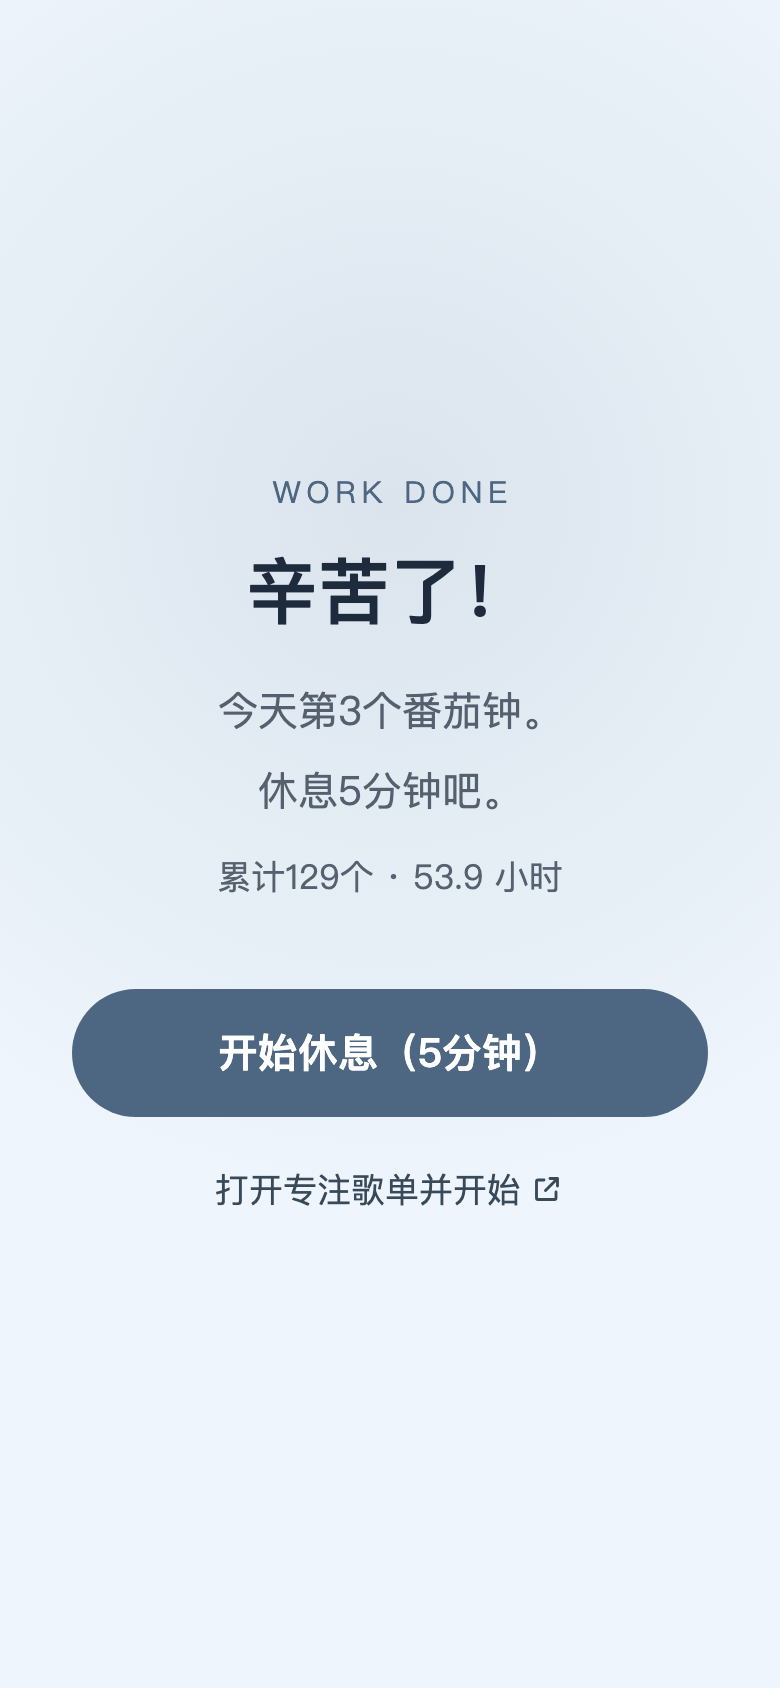 WORK DONE
辛苦了！
今天第3个番茄钟。
休息5分钟吧。
累计129个 · 53.9 小时
开始休息（5分钟）
打开专注歌单并开始